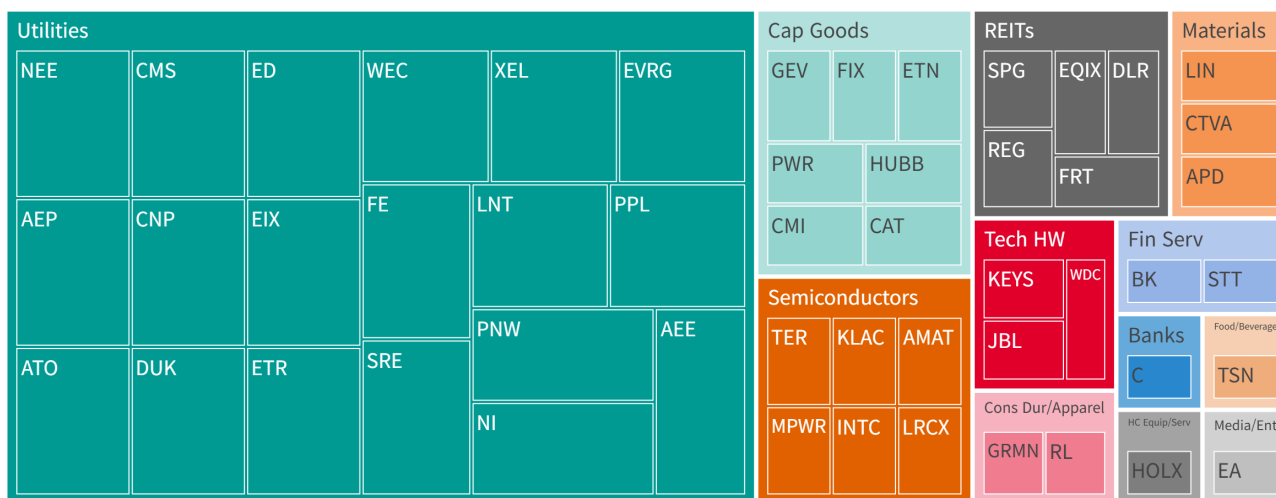 Utilities
NEE
CMS
ED
WEC
XEL
EVRG
AEP
CNP
EIX
FE
LNT
PPL
ATO
DUK
ETR
SRE
PNW
AEE
NI
Cap Goods
GEV
FIX
ETN
PWR
HUBB
CMI
CAT
Semiconductors
TER
KLAC
AMAT
MPWR
INTC
LRCX
REITs
SPG
EQIX
DLR
REG
FRT
Materials
LIN
CTVA
APD
Tech HW
KEYS
WDC
JBL
Fin Serv
BK
STT
Cons Dur/Apparel
GRMN
RL
Banks
C
Food/Beverage
TSN
HC Equip/Serv
HOLX
Media/Ent
EA